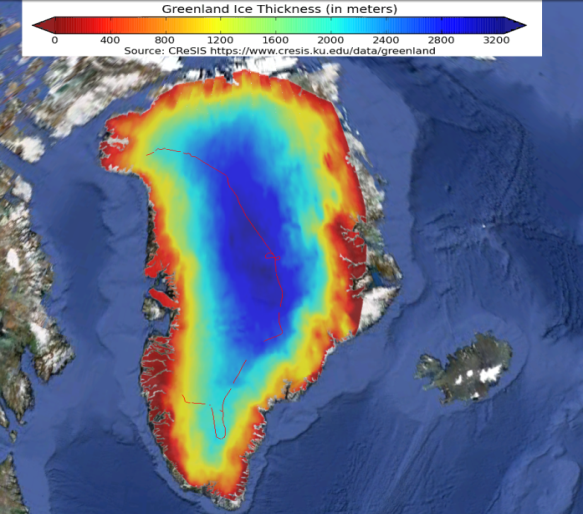 Greenland Ice Thickness (in meters)
0 400 800 1200 1600 2000 2400 2800 3200
Source: CReSIS https://www.cresis.ku.edu/data/greenland